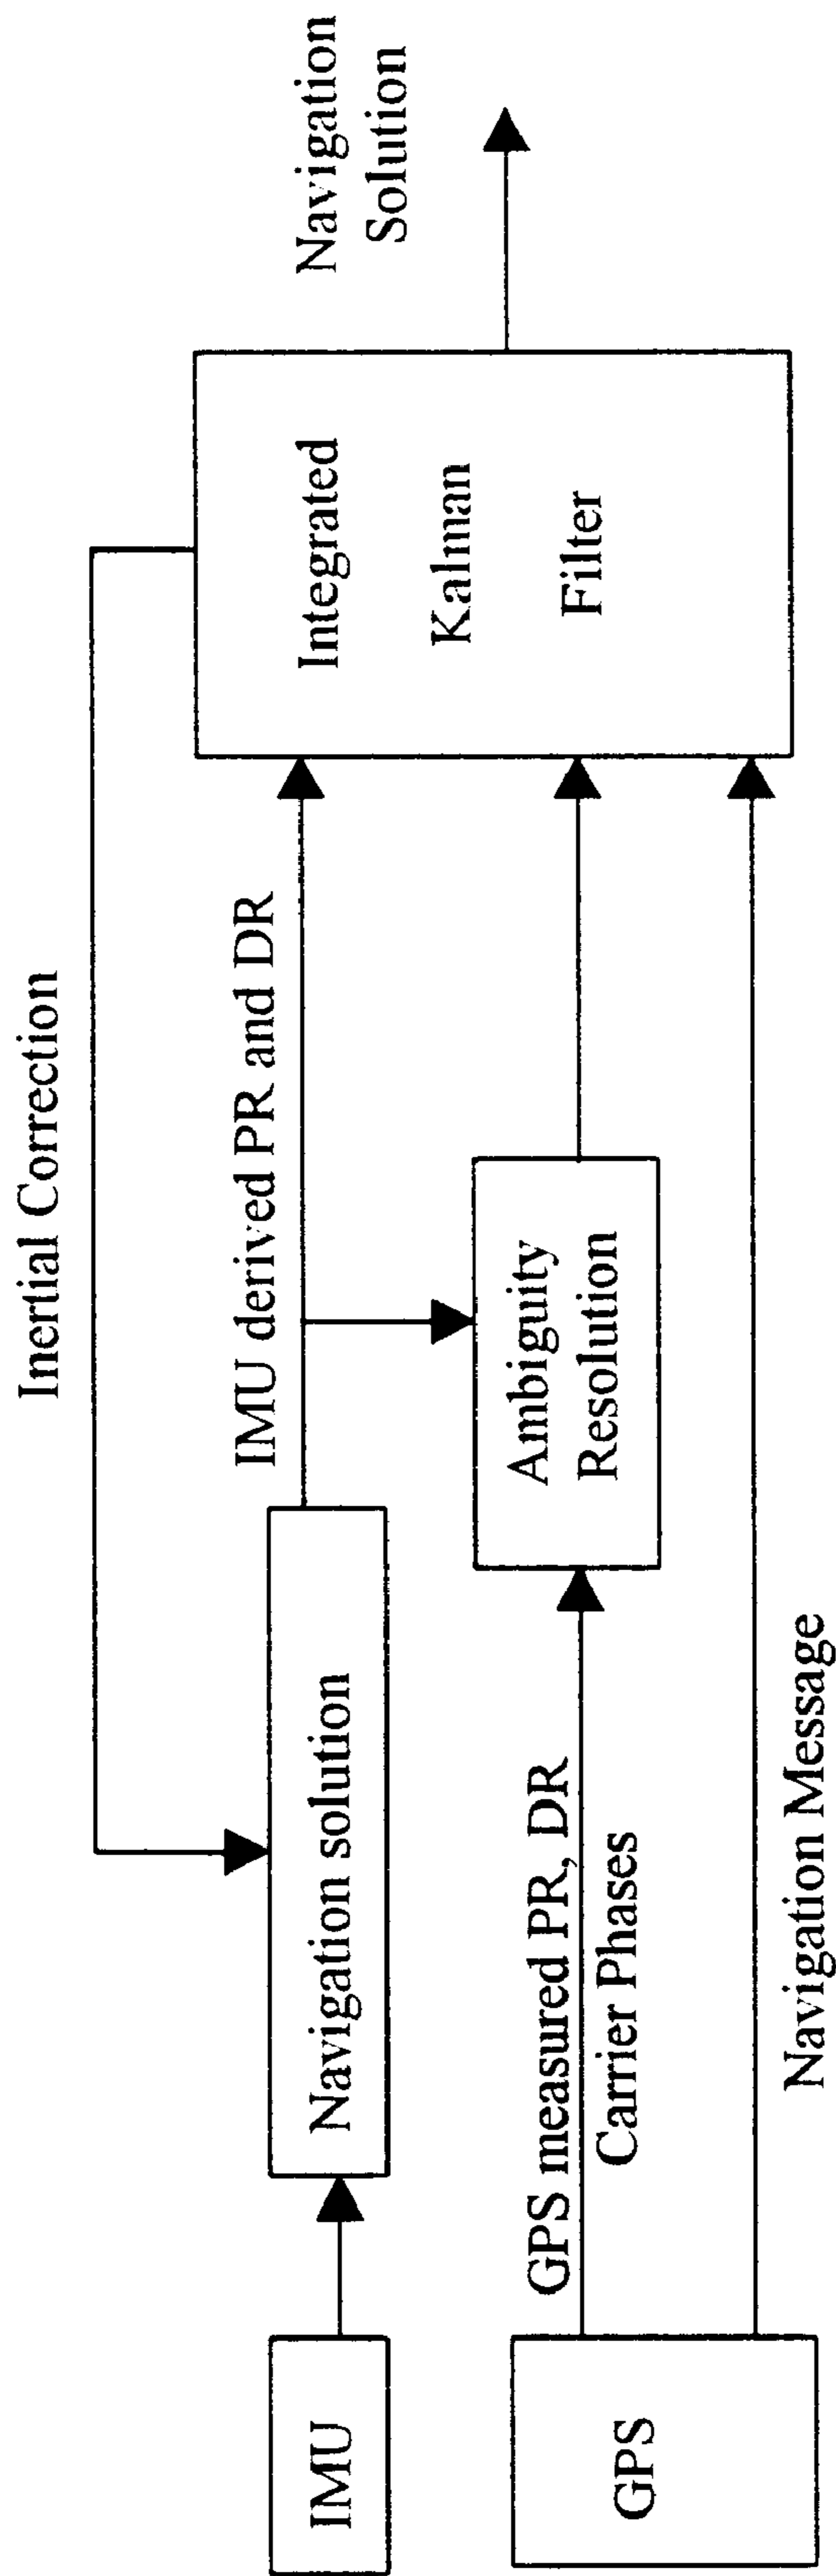 Inertial Correction
IMU
Navigation solution
IMU derived PR and DR
Integrated
Kalman
Filter
Navigation
Solution
GPS
GPS measured PR, DR
Carrier Phases
Ambiguity
Resolution
Navigation Message